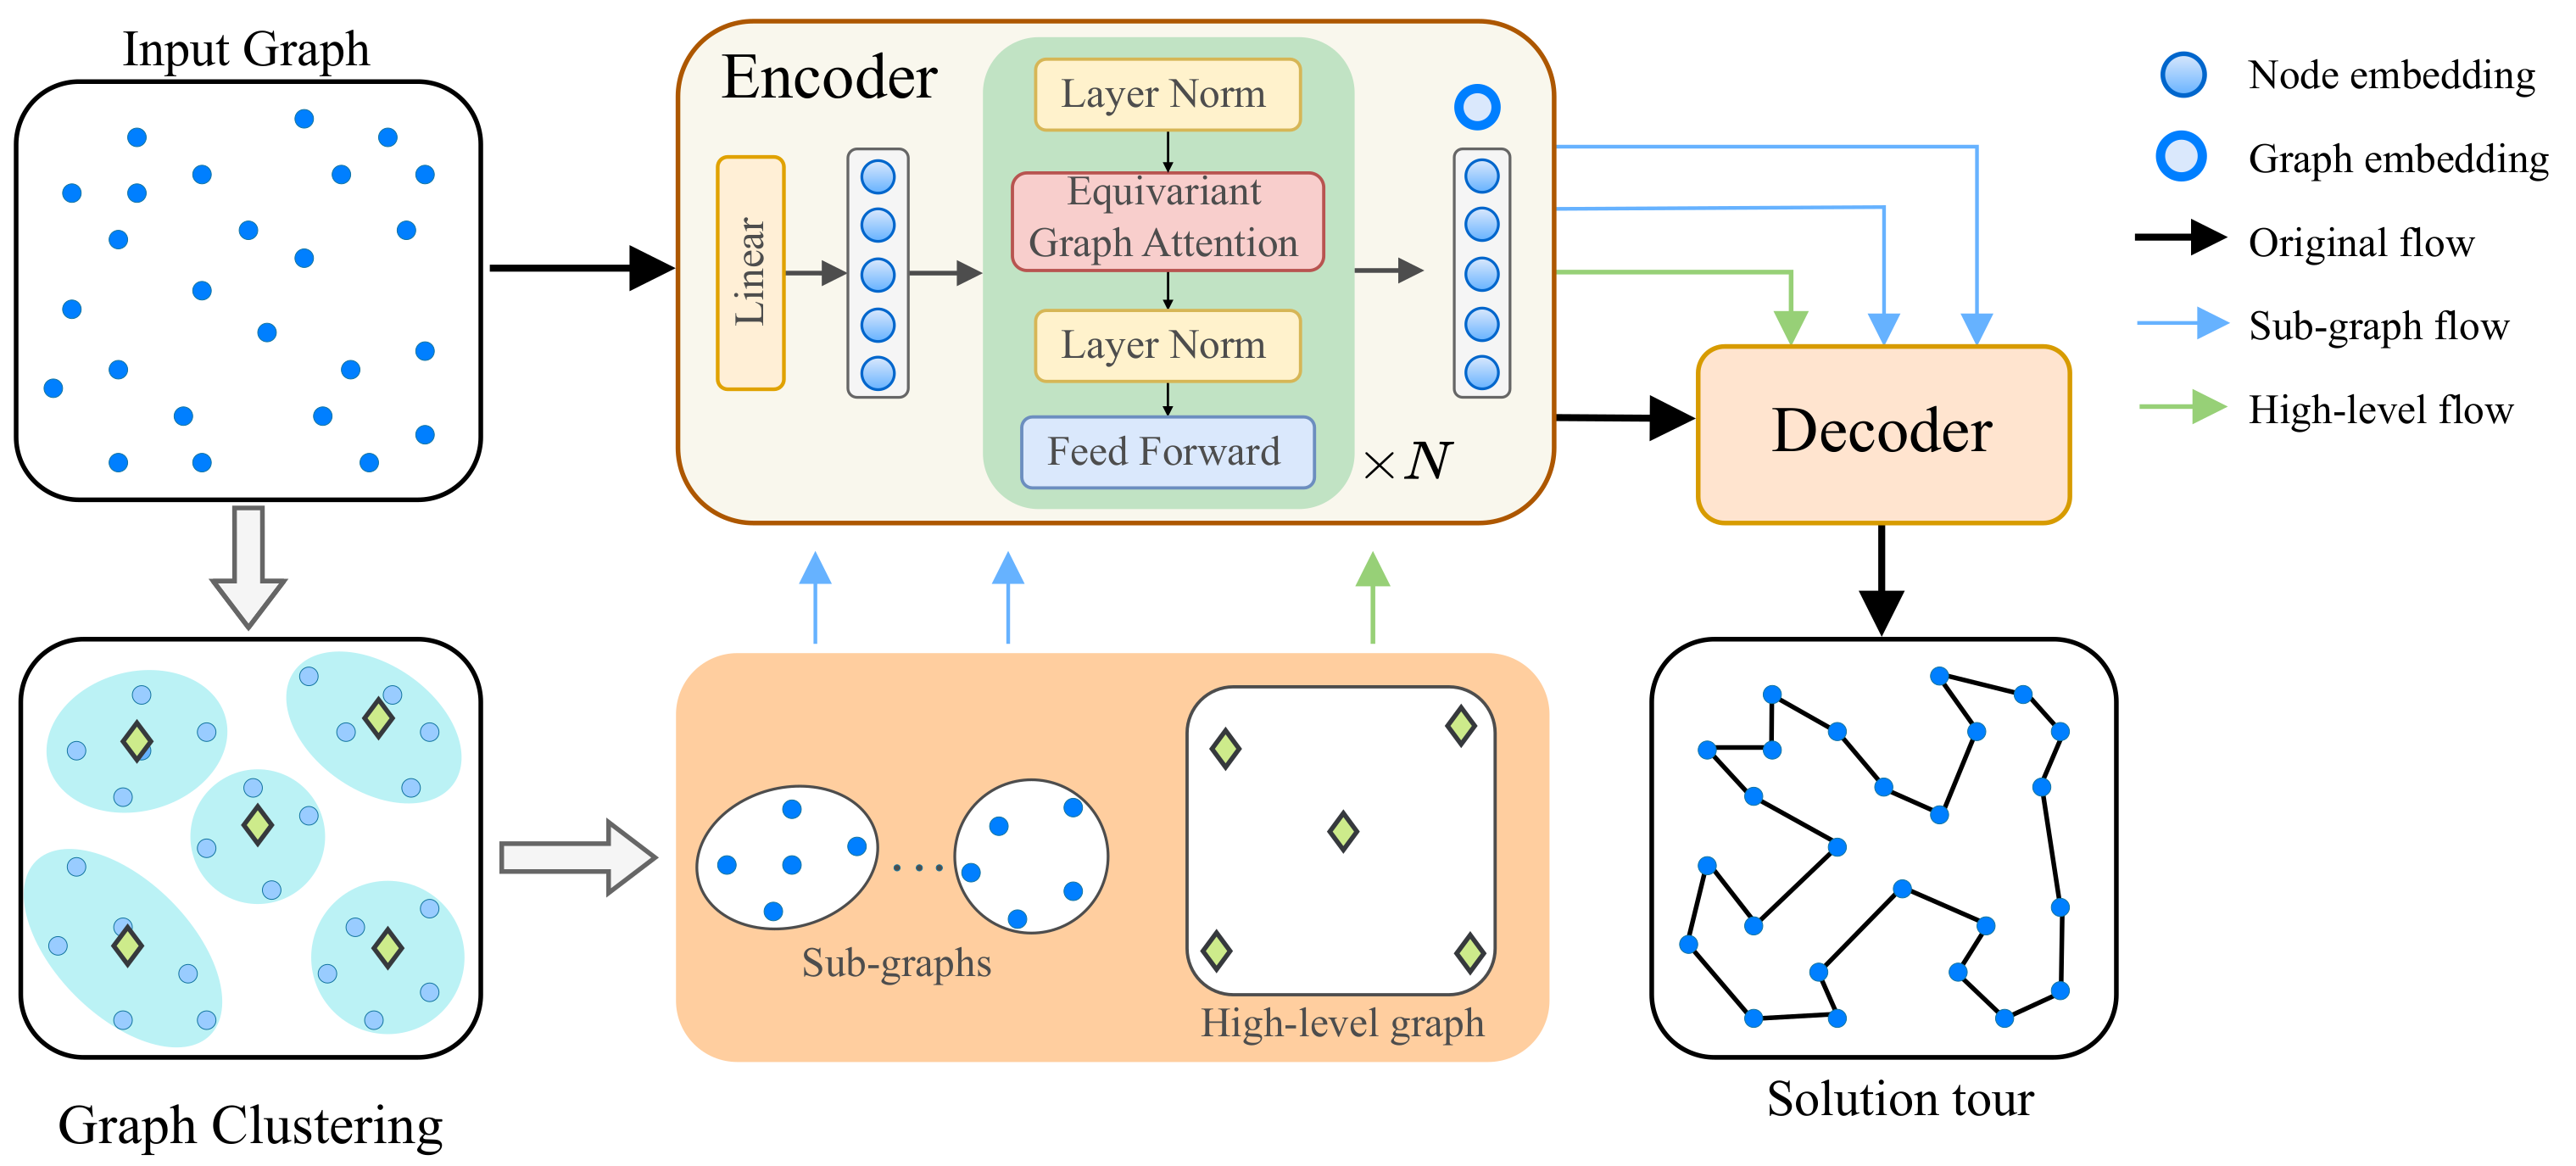 Input Graph
Encoder
Linear
Layer Norm
Equivariant
Graph Attention
Layer Norm
Feed Forward
×N
Decoder
Node embedding
Graph embedding
Original flow
Sub-graph flow
High-level flow
Graph Clustering
...
Sub-graphs
High-level graph
Solution tour